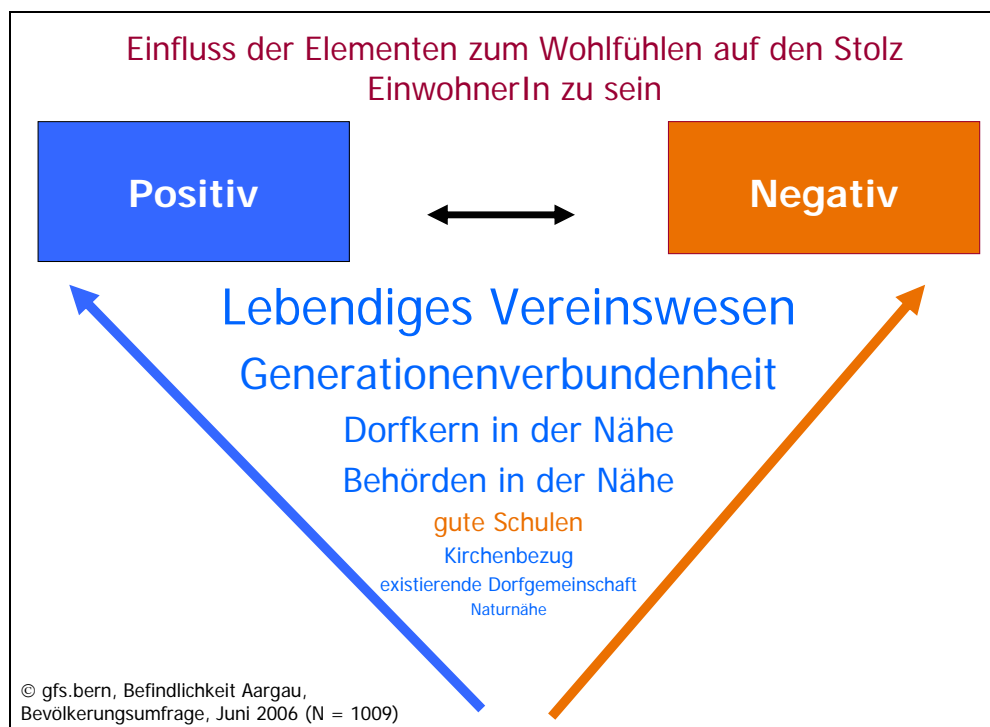 Einfluss der Elementen zum Wohlfühlen auf den Stolz
EinwohnerIn zu sein
Positiv
Negativ
Lebendiges Vereinswesen
Generationenverbundenheit
Dorfkern in der Nähe
Behörden in der Nähe
gute Schulen
Kirchenbezug
existierende Dorfgemeinschaft
Naturnähe
© gfs.bern, Befindlichkeit Aargau,
Bevölkerungsumfrage, Juni 2006 (N = 1009)